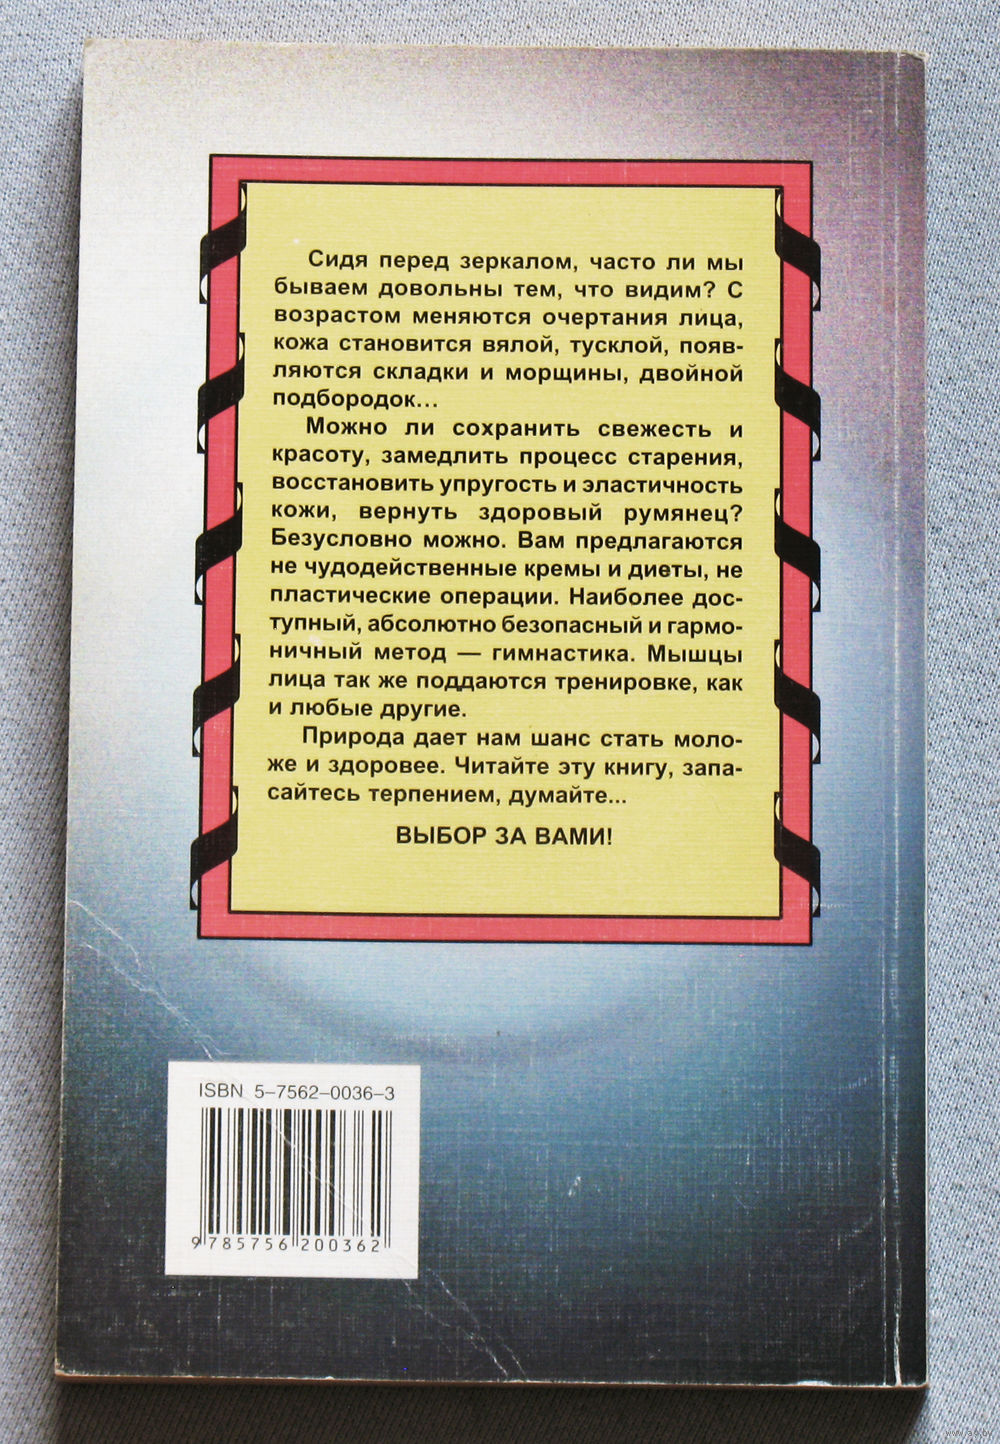 Сидя перед зеркалом, часто ли мы
бываем довольны тем, что видим? С
возрастом меняются очертания лица,
кожа становится вялой, тусклой, появ-
ляются складки и морщины, двойной
подбородок...
Можно ли сохранить свежесть и
красоту, замедлить процесс старения,
восстановить упругость и эластичность
кожи, вернуть здоровый румянец?
Безусловно можно. Вам предлагаются
не чудодейственные кремы и диеты, не
пластические операции. Наиболее дос-
тупный, абсолютно безопасный и гармо-
ничный метод — гимнастика. Мышцы
лица так же поддаются тренировке, как
и любые другие.
Природа дает нам шанс стать моло-
же и здоровее. Читайте эту книгу, запа-
сайтесь терпением, думайте...
ВЫБОР ЗА ВАМИ!
ISBN 5–7562–0036–3
9 785756 200362
www.ay.by